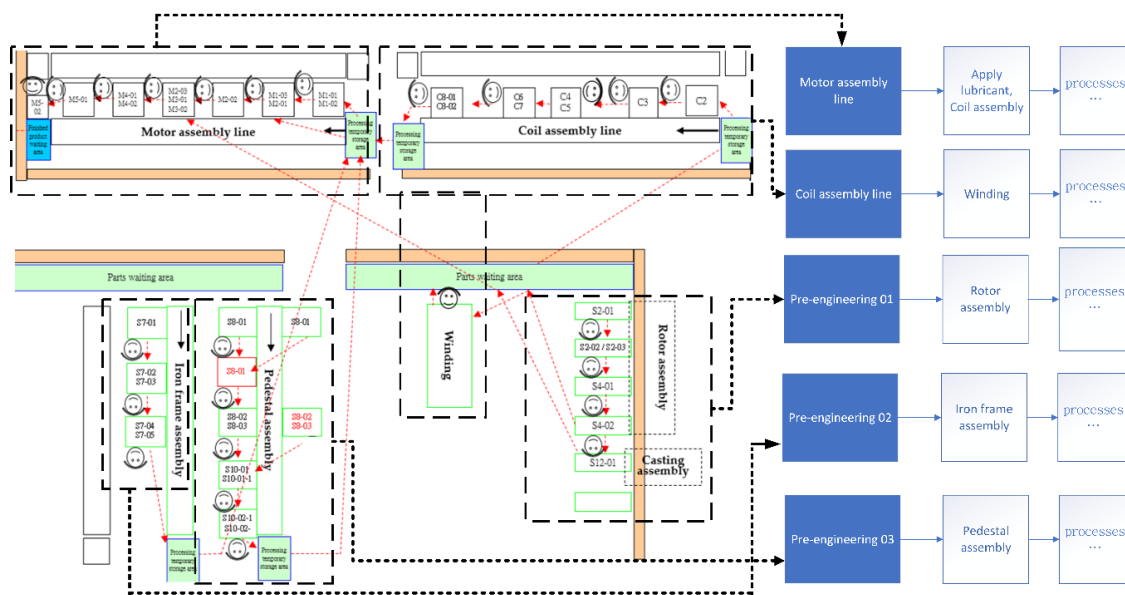 M5-
02
M5-01
M4-01
M4-02
M2-03
M3-01
M3-02
M2-02
M1-03
M2-01
M1-01
M1-02
Finished
product
waiting
area
Motor assembly line
Processing
temporary
storage
area
C8-01
C8-02
C6
C7
C4
C5
C3
C2
Processing
temporary
storage
area
Coil assembly line
Processing
temporary
storage
area
Parts waiting area
Parts waiting area
S7-01
S7-02
S7-03
S7-04
S7-05
Iron frame assembly
Processing
temporary
storage area
S8-01
S8-01
S8-01
S8-02
S8-03
S8-02
S8-03
S10-01
S10-01-1
S10-02-1
S10-02-
Pedestal assembly
Processing
temporary
storage area
Winding
S2-01
S2-02 / S2-03
S4-01
S4-02
S12-01
Rotor assembly
Casting
assembly
Motor assembly
line
Apply
lubricant,
Coil assembly
processes
...
Coil assembly line
Winding
processes
...
Pre-engineering 01
Rotor
assembly
processes
...
Pre-engineering 02
Iron frame
assembly
processes
...
Pre-engineering 03
Pedestal
assembly
processes
...